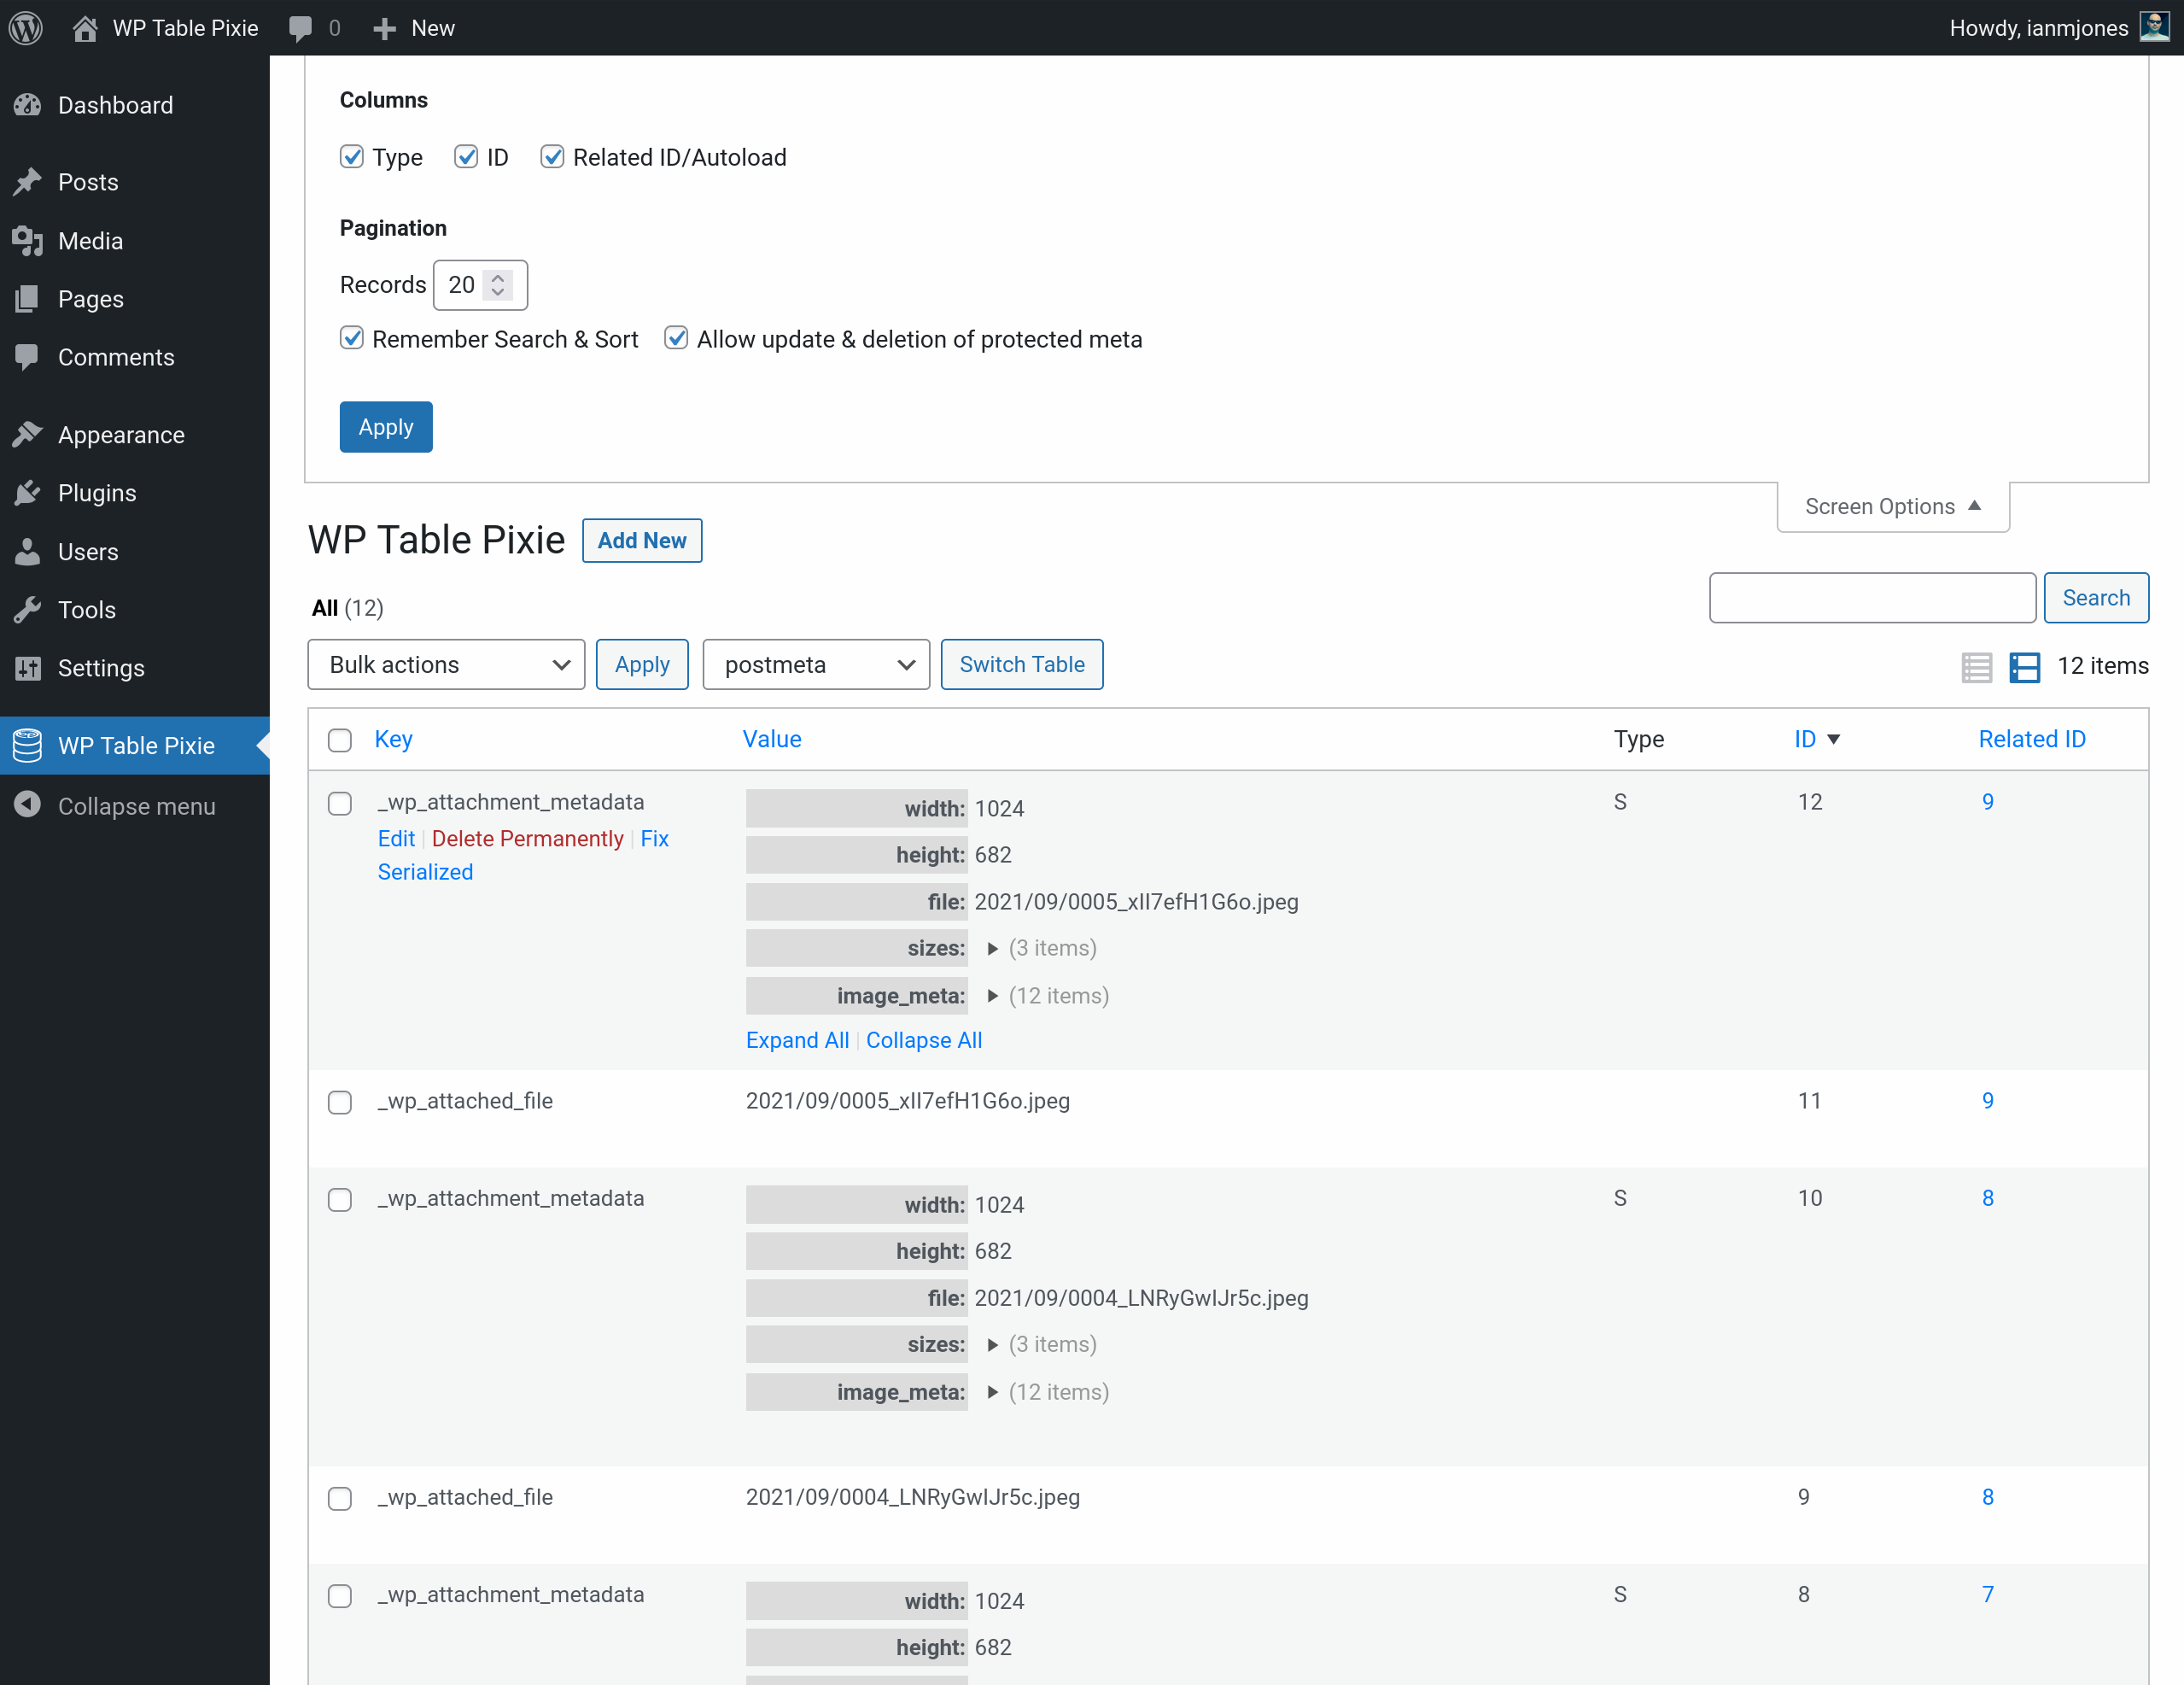 WP Table Pixie 0 New Howdy, ianmjones
Dashboard
Posts
Media
Pages
Comments
Appearance
Plugins
Users
Tools
Settings
WP Table Pixie
Collapse menu
Columns
Type ID Related ID/Autoload
Pagination
Records 20
Remember Search & Sort Allow update & deletion of protected meta
Apply
Screen Options ▲
WP Table Pixie Add New
All (12) Search
Bulk actions Apply postmeta Switch Table 12 items
Key Value Type ID ▼ Related ID
_wp_attachment_metadata S 12 9
Edit | Delete Permanently | Fix
Serialized
width: 1024
height: 682
file: 2021/09/0005_xII7efH1G6o.jpeg
sizes: ▶ (3 items)
image_meta: ▶ (12 items)
Expand All | Collapse All
_wp_attached_file 2021/09/0005_xII7efH1G6o.jpeg 11 9
_wp_attachment_metadata S 10 8
width: 1024
height: 682
file: 2021/09/0004_LNRyGwIJr5c.jpeg
sizes: ▶ (3 items)
image_meta: ▶ (12 items)
_wp_attached_file 2021/09/0004_LNRyGwIJr5c.jpeg 9 8
_wp_attachment_metadata S 8 7
width: 1024
height: 682